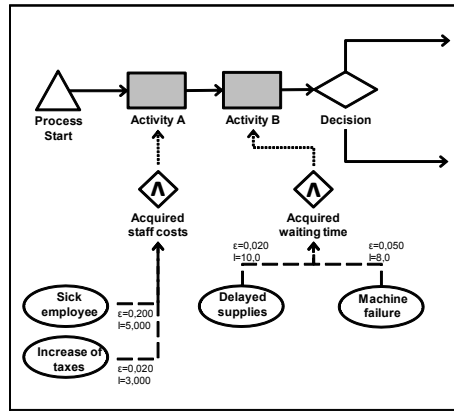 Process
Start
Activity A
Activity B
Decision
Λ
Λ
Acquired
staff costs
Acquired
waiting time
ε=0,020
l=10,0
ε=0,050
l=8,0
Sick
employee
ε=0,200
l=5,000
Delayed
supplies
Machine
failure
Increase of
taxes
ε=0,020
l=3,000